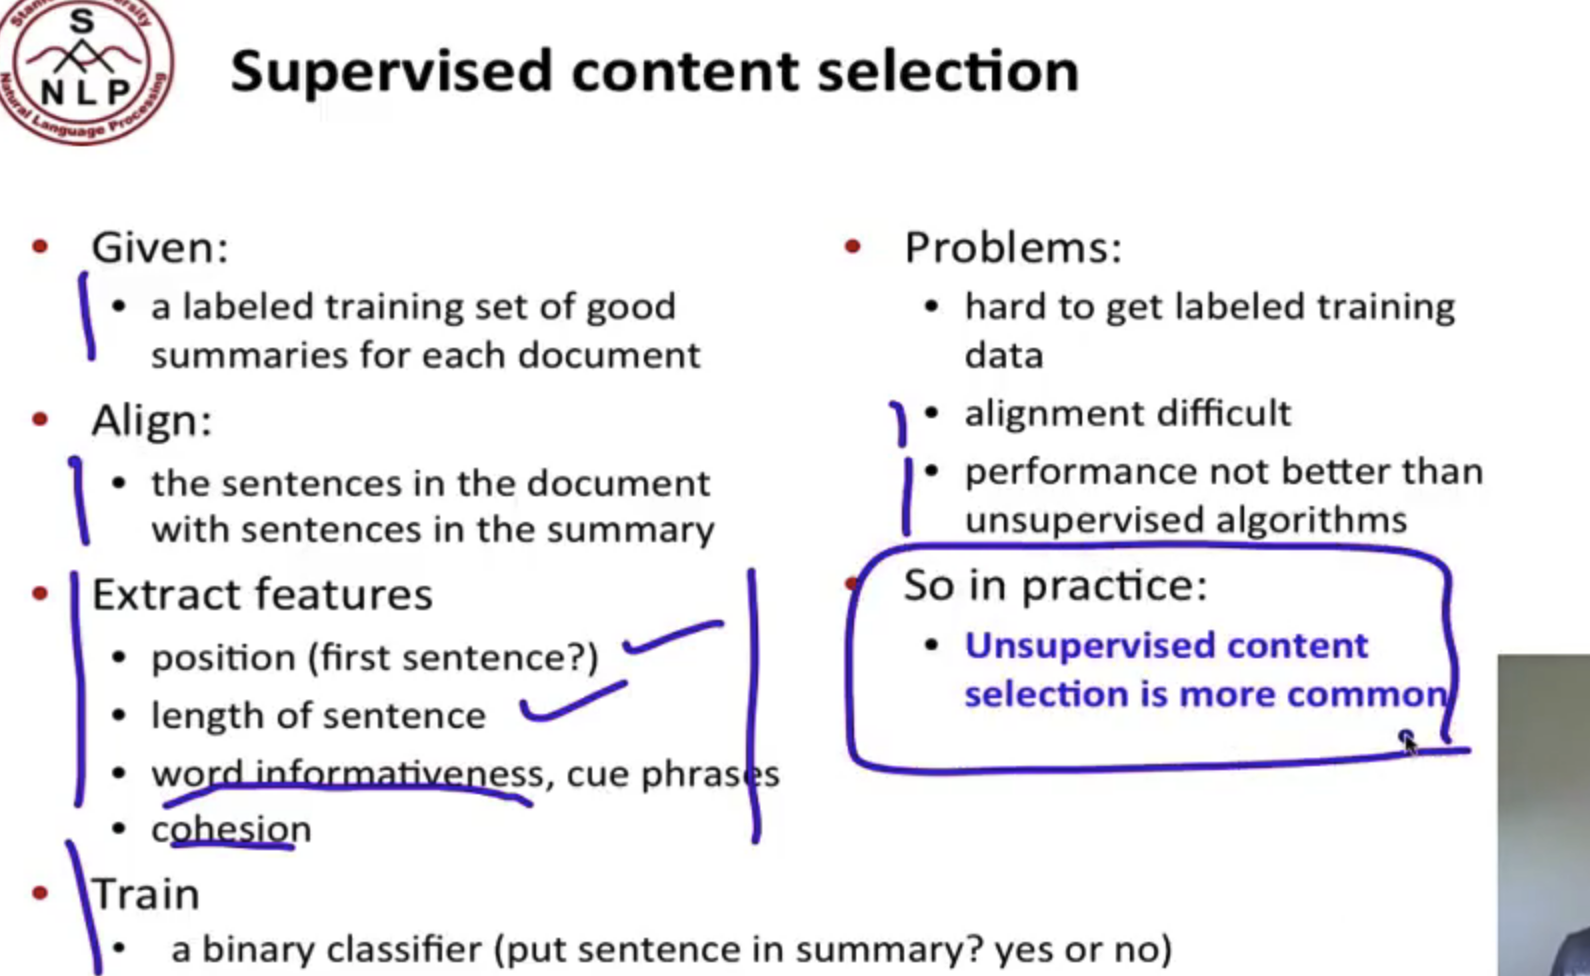 S
NLP
Natural Language Processing
Supervised content selection
• Given:
• a labeled training set of good
summaries for each document
• Align:
• the sentences in the document
with sentences in the summary
• Extract features
• position (first sentence?)
• length of sentence
• word informativeness, cue phrases
• cohesion
• Train
• a binary classifier (put sentence in summary? yes or no)
• Problems:
• hard to get labeled training
data
• alignment difficult
• performance not better than
unsupervised algorithms
• So in practice:
• Unsupervised content
selection is more common